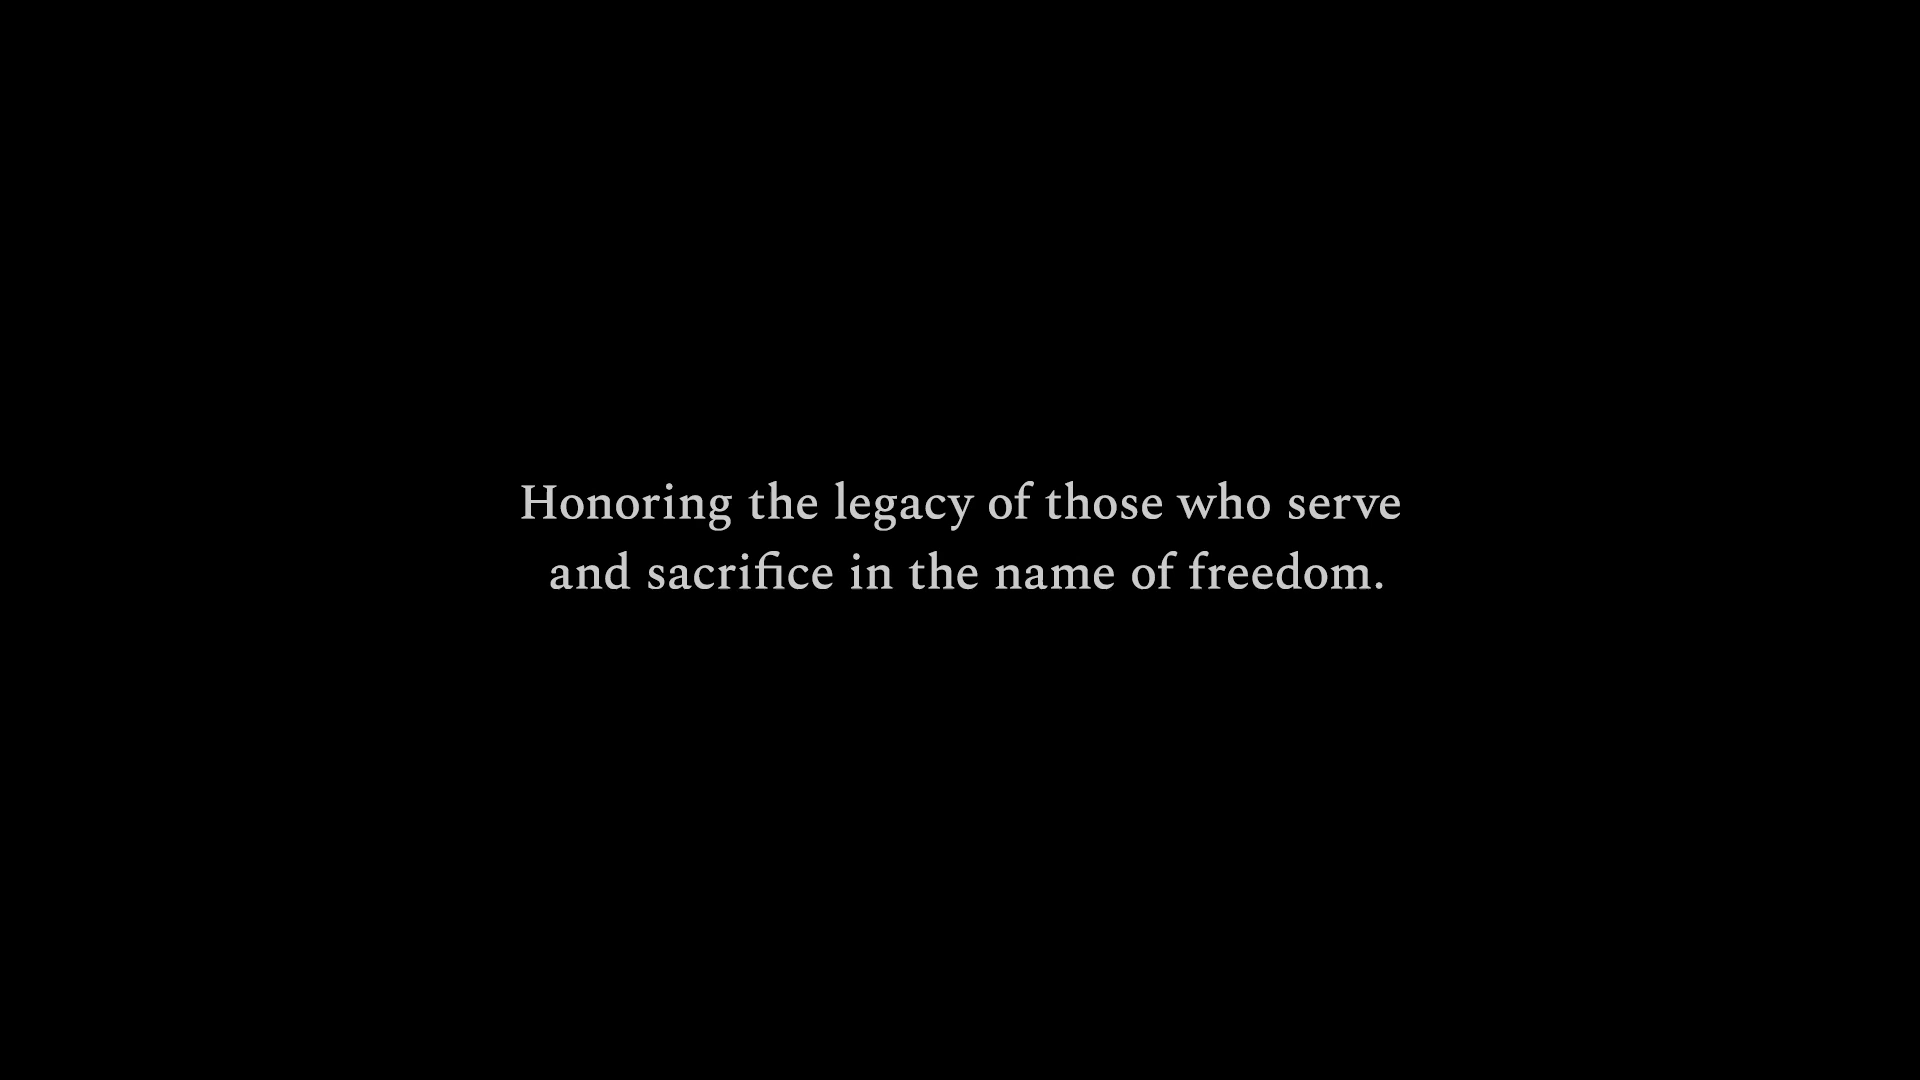 Honoring the legacy of those who serve
and sacrifice in the name of freedom.